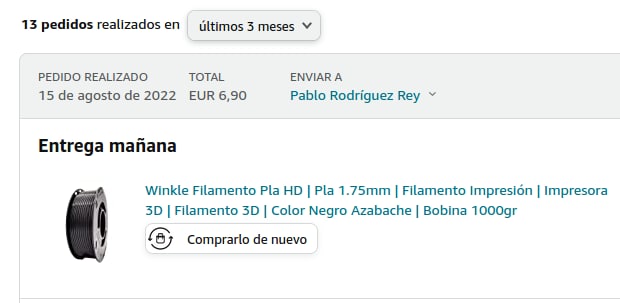 13 pedidos realizados en últimos 3 meses
PEDIDO REALIZADO TOTAL ENVIAR A
15 de agosto de 2022 EUR 6,90 Pablo Rodríguez Rey
Entrega mañana
Winkle Filamento Pla HD | Pla 1.75mm | Filamento Impresión | Impresora
3D | Filamento 3D | Color Negro Azabache | Bobina 1000gr
Comprarlo de nuevo